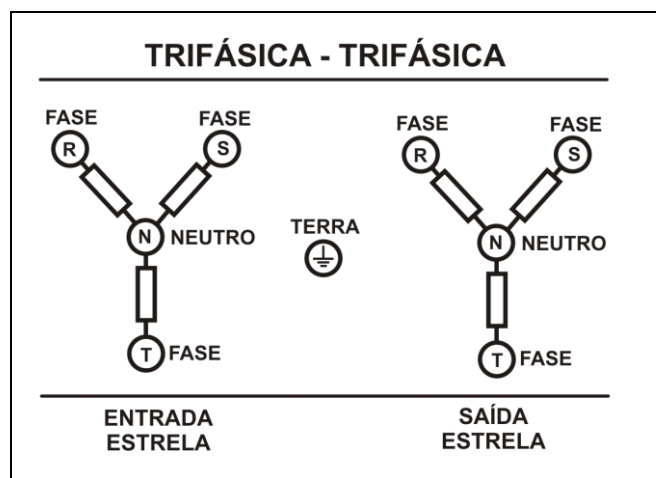 TRIFÁSICA - TRIFÁSICA
FASE FASE
R S
N NEUTRO
T FASE
TERRA
FASE FASE
R S
N NEUTRO
T FASE
ENTRADA
ESTRELA
SAÍDA
ESTRELA